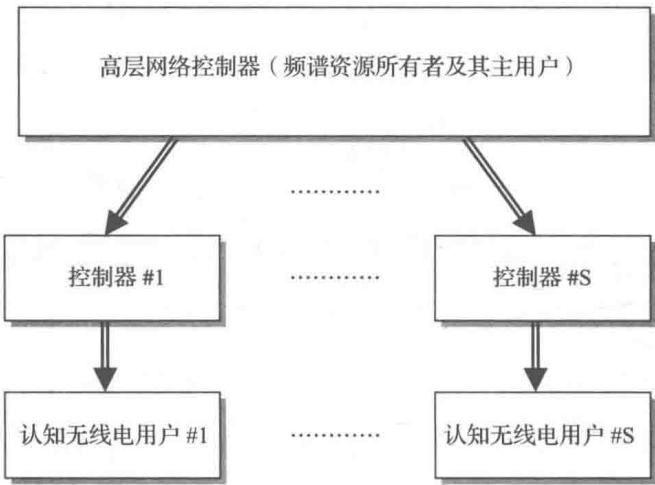 高层网络控制器（频谱资源所有者及其主用户）
…………
控制器 #1
…………
控制器 #S
认知无线电用户 #1
…………
认知无线电用户 #S